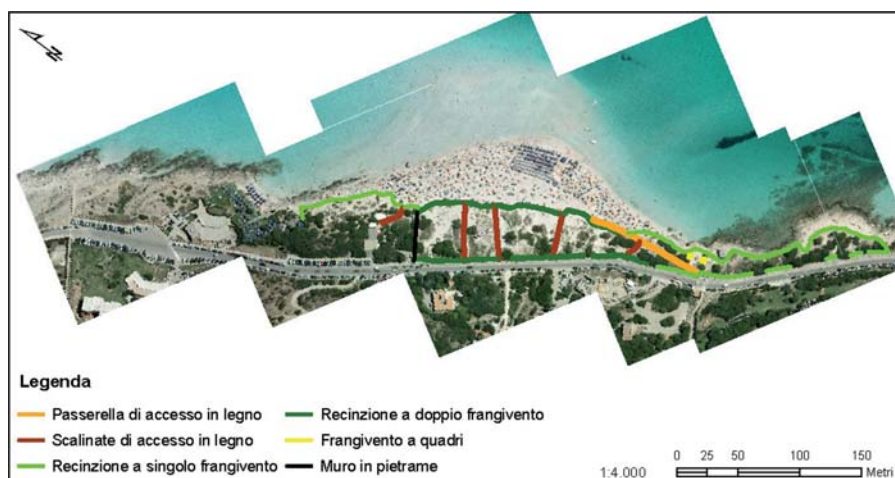 N
Legenda
Passerella di accesso in legno
Scalinate di accesso in legno
Recinzione a singolo frangivento
Recinzione a doppio frangivento
Frangivento a quadri
Muro in pietrame
1:4.000
0 25 50 100 150
Metri